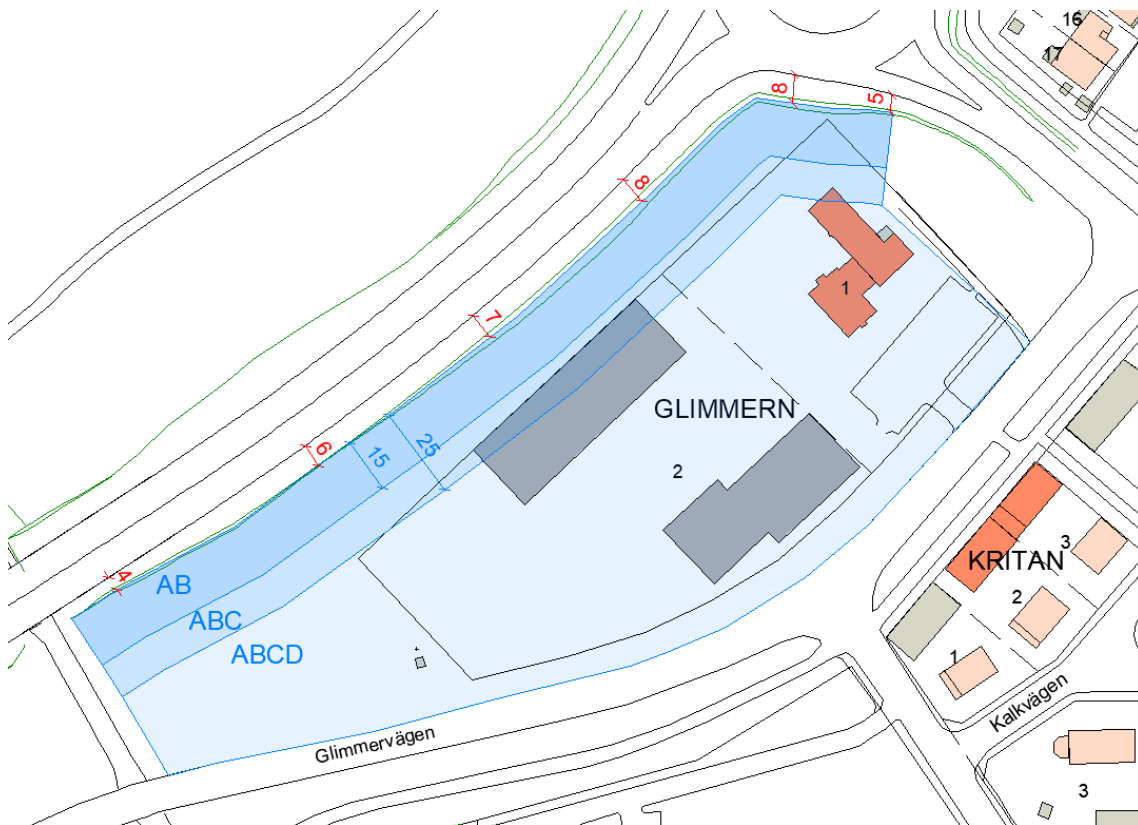 16
17
8
5
8
1
7
GLIMMERN
25
15
2
6
4
AB
ABC
ABCD
KRITAN
3
2
1
Kalkvägen
Glimmervägen
3